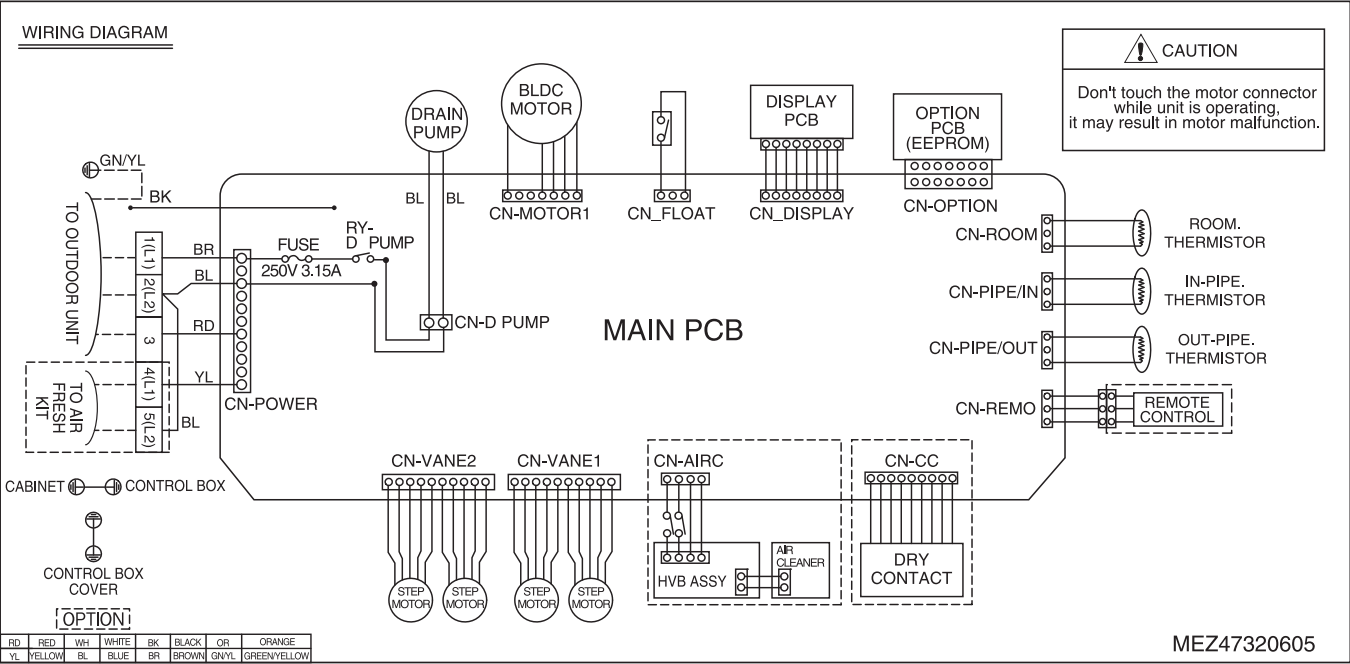 WIRING DIAGRAM
CAUTION
Don't touch the motor connector
while unit is operating,
it may result in motor malfunction.
DRAIN
PUMP
BLDC
MOTOR
DISPLAY
PCB
OPTION
PCB
(EEPROM)
GN/YL
BK
BL
BL
CN-MOTOR1
CN_FLOAT
CN_DISPLAY
CN-OPTION
TO OUTDOOR UNIT
1(L1)
2(L2)
3
4(L1)
5(L2)
BR
BL
RD
YL
BL
FUSE
250V 3.15A
RY-
D PUMP
CN-D PUMP
CN-POWER
MAIN PCB
CN-ROOM
ROOM.
THERMISTOR
CN-PIPE/IN
IN-PIPE.
THERMISTOR
CN-PIPE/OUT
OUT-PIPE.
THERMISTOR
CN-REMO
REMOTE
CONTROL
TO AIR
FRESH
KIT
CABINET
CONTROL BOX
CONTROL BOX
COVER
OPTION
CN-VANE2
CN-VANE1
CN-AIRC
CN-CC
STEP
MOTOR
STEP
MOTOR
STEP
MOTOR
STEP
MOTOR
HVB ASSY
AIR
CLEANER
DRY
CONTACT
RD RED WH WHITE BK BLACK OR ORANGE
YL YELLOW BL BLUE BR BROWN GN/YL GREEN/YELLOW
MEZ47320605